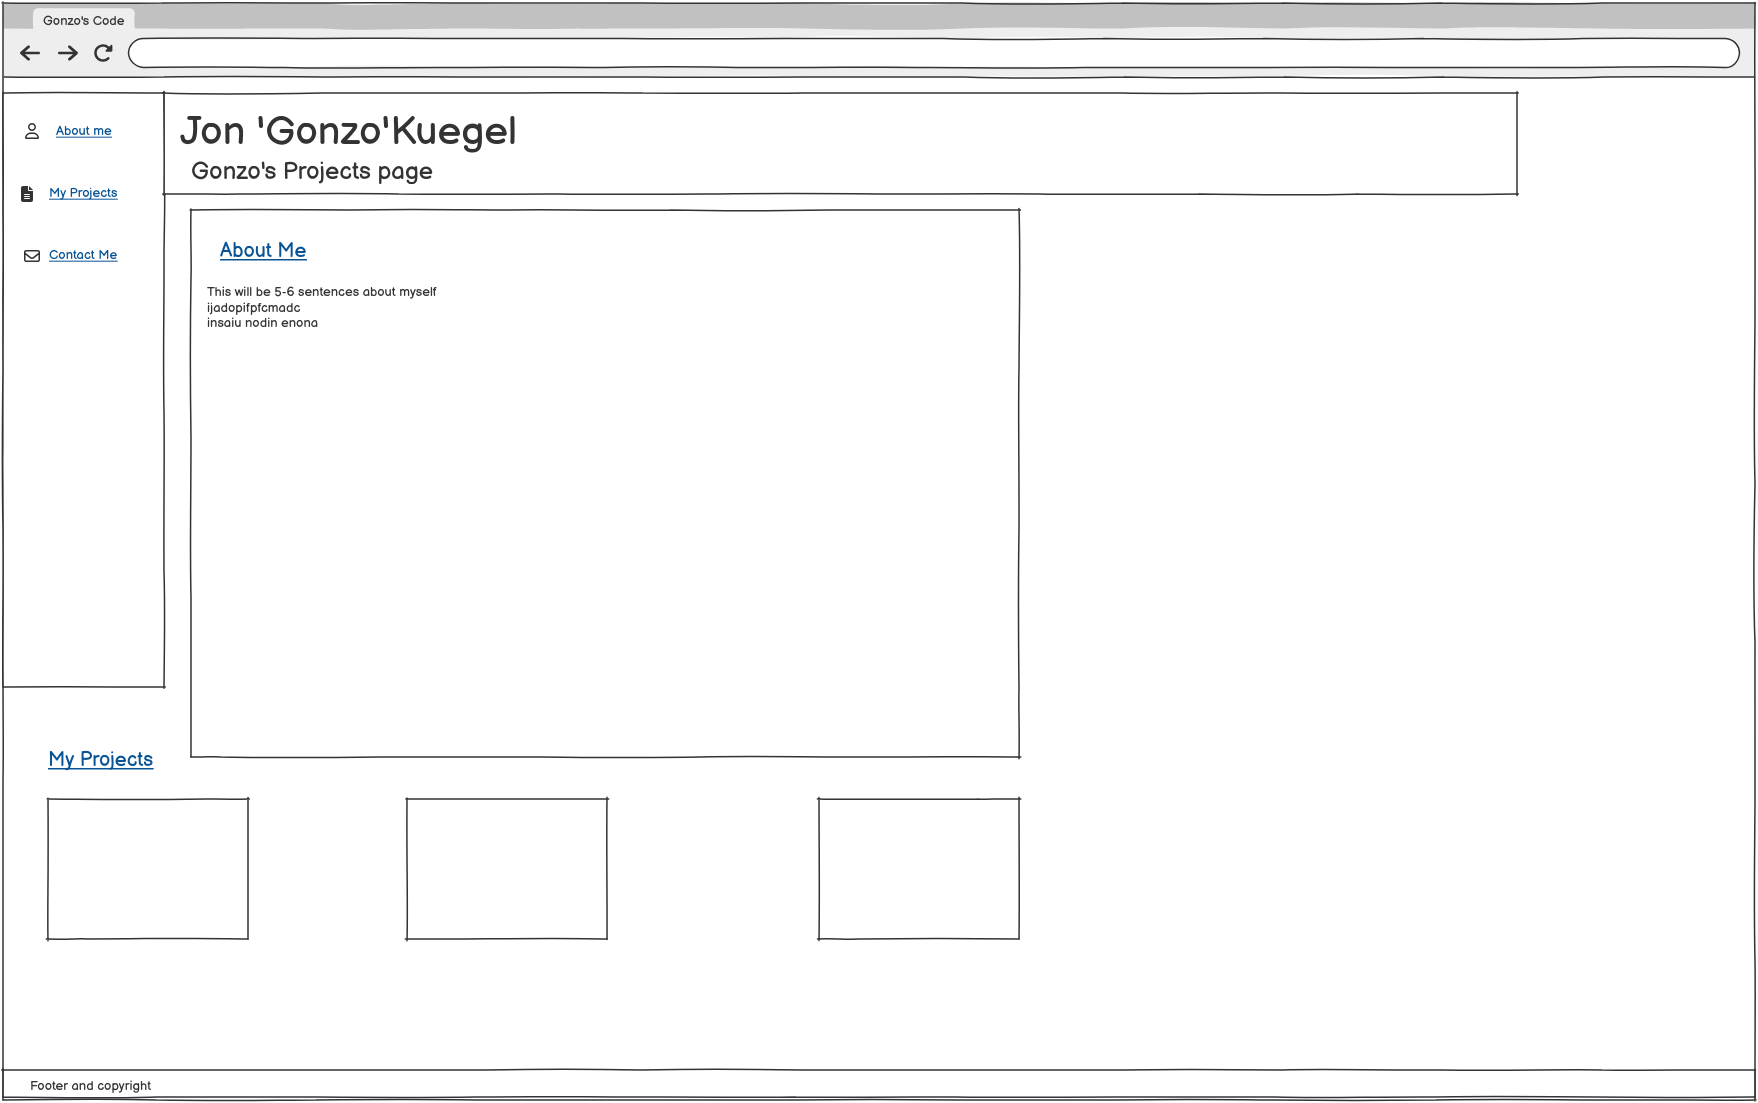 Gonzo's Code
About me
My Projects
Contact Me
Jon 'Gonzo'Kuegel
Gonzo's Projects page
About Me
This will be 5-6 sentences about myself
ijadopifpfcmadc
insaiu nodin enona
My Projects
Footer and copyright